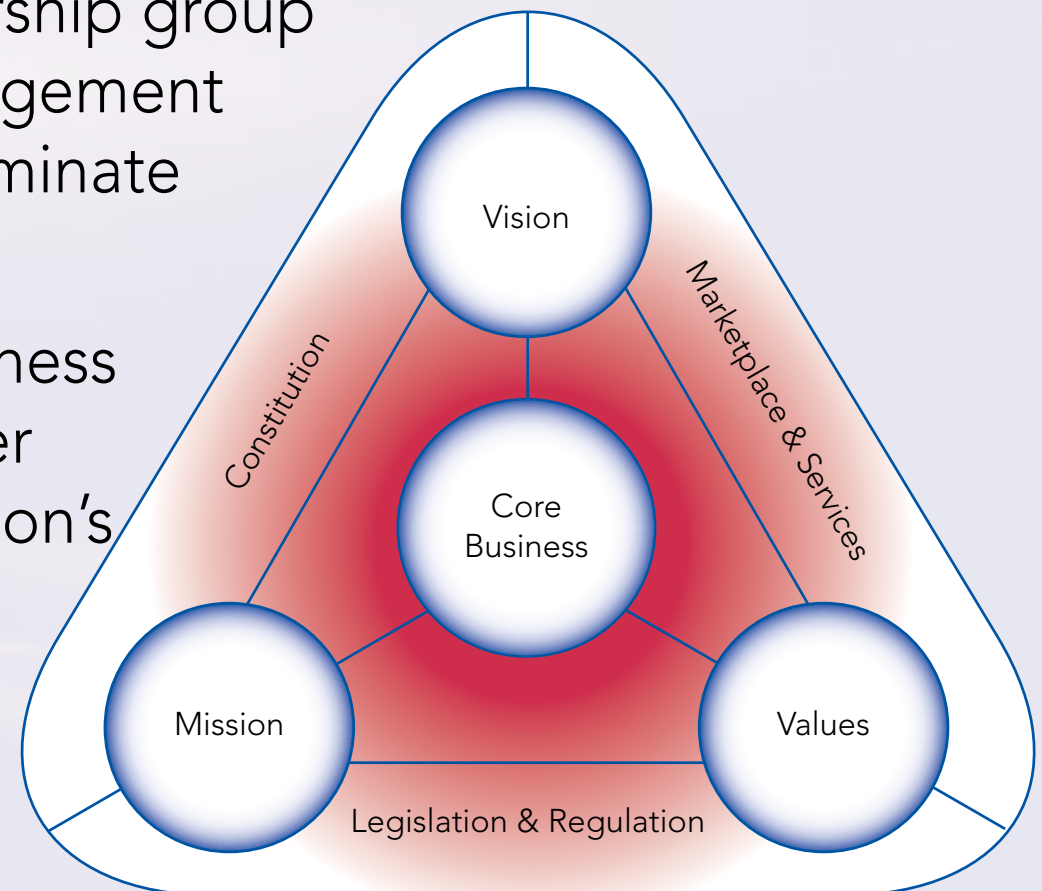 rship group
gement
minate
ness
er
on's
Vision
Constitution
Marketplace & Services
Core
Business
Mission
Values
Legislation & Regulation